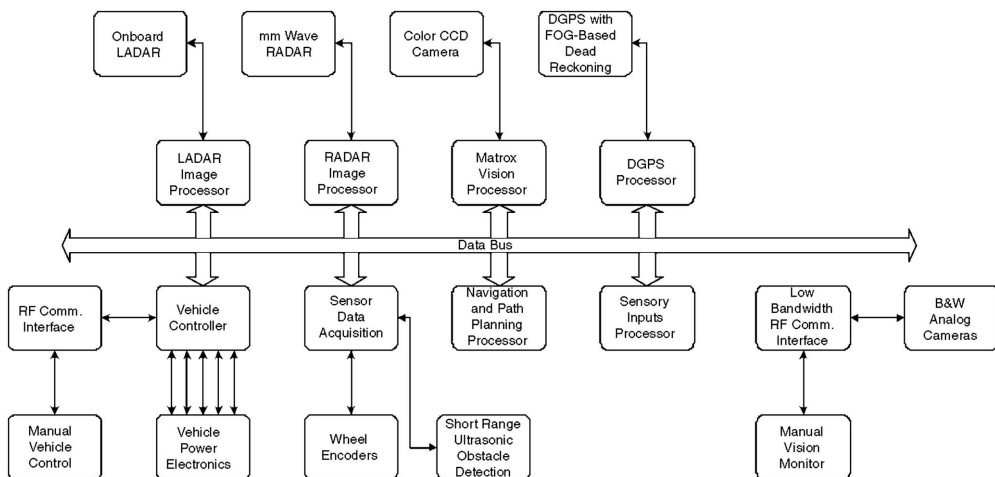 Onboard
LADAR
mm Wave
RADAR
Color CCD
Camera
DGPS with
FOG-Based
Dead
Reckoning
LADAR
Image
Processor
RADAR
Image
Processor
Matrox
Vision
Processor
DGPS
Processor
Data Bus
RF Comm.
Interface
Vehicle
Controller
Sensor
Data
Acquisition
Navigation
and Path
Planning
Processor
Sensory
Inputs
Processor
Low
Bandwidth
RF Comm.
Interface
B&W
Analog
Cameras
Manual
Vehicle
Control
Vehicle
Power
Electronics
Wheel
Encoders
Short Range
Ultrasonic
Obstacle
Detection
Manual
Vision
Monitor